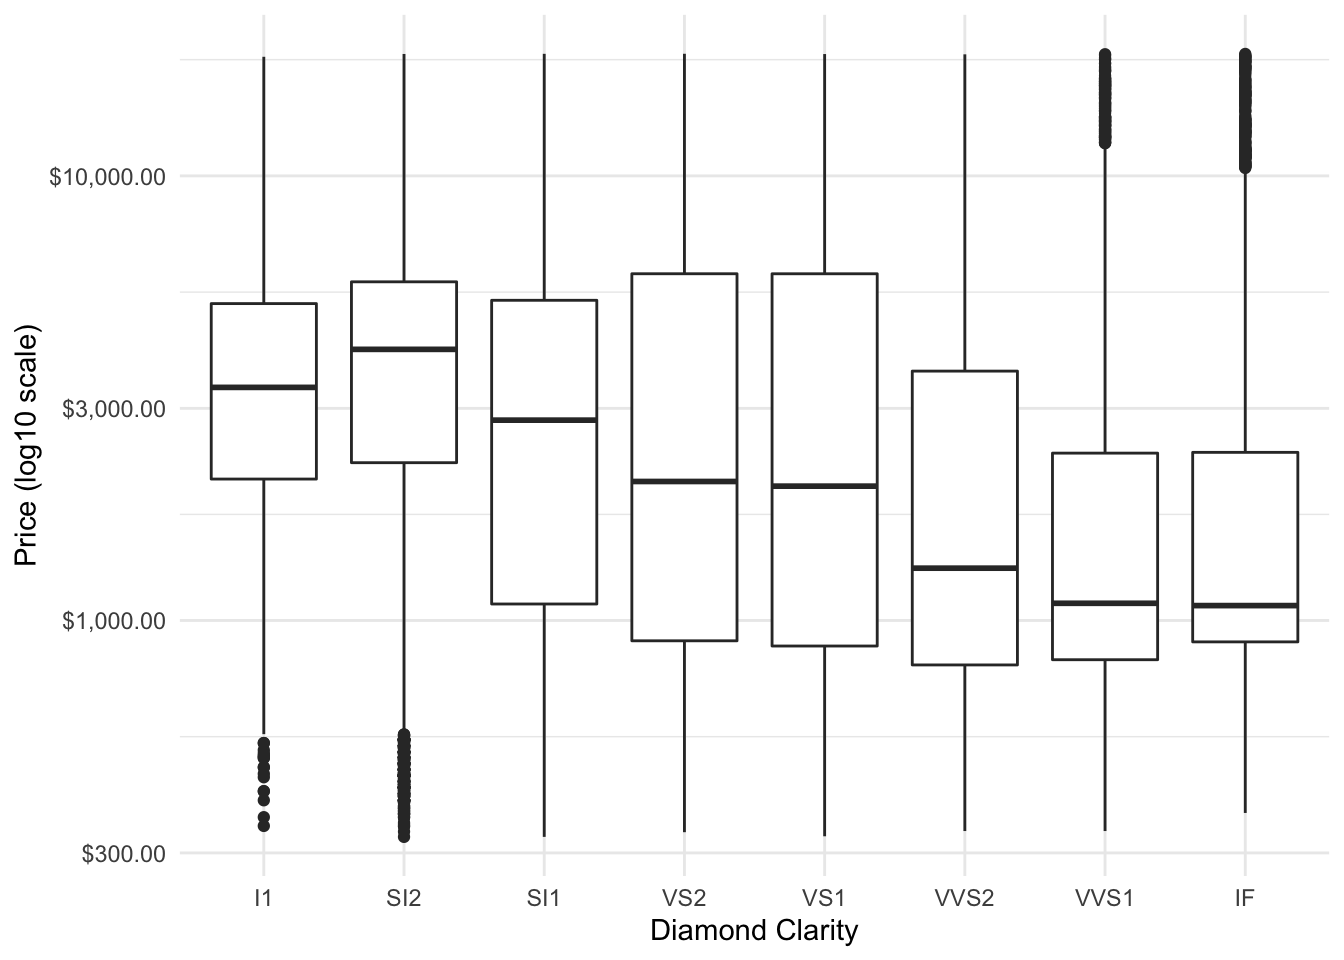 Price (log10 scale)
$10,000.00
$3,000.00
$1,000.00
$300.00
I1 SI2 SI1 VS2 VS1 VVS2 VVS1 IF
Diamond Clarity